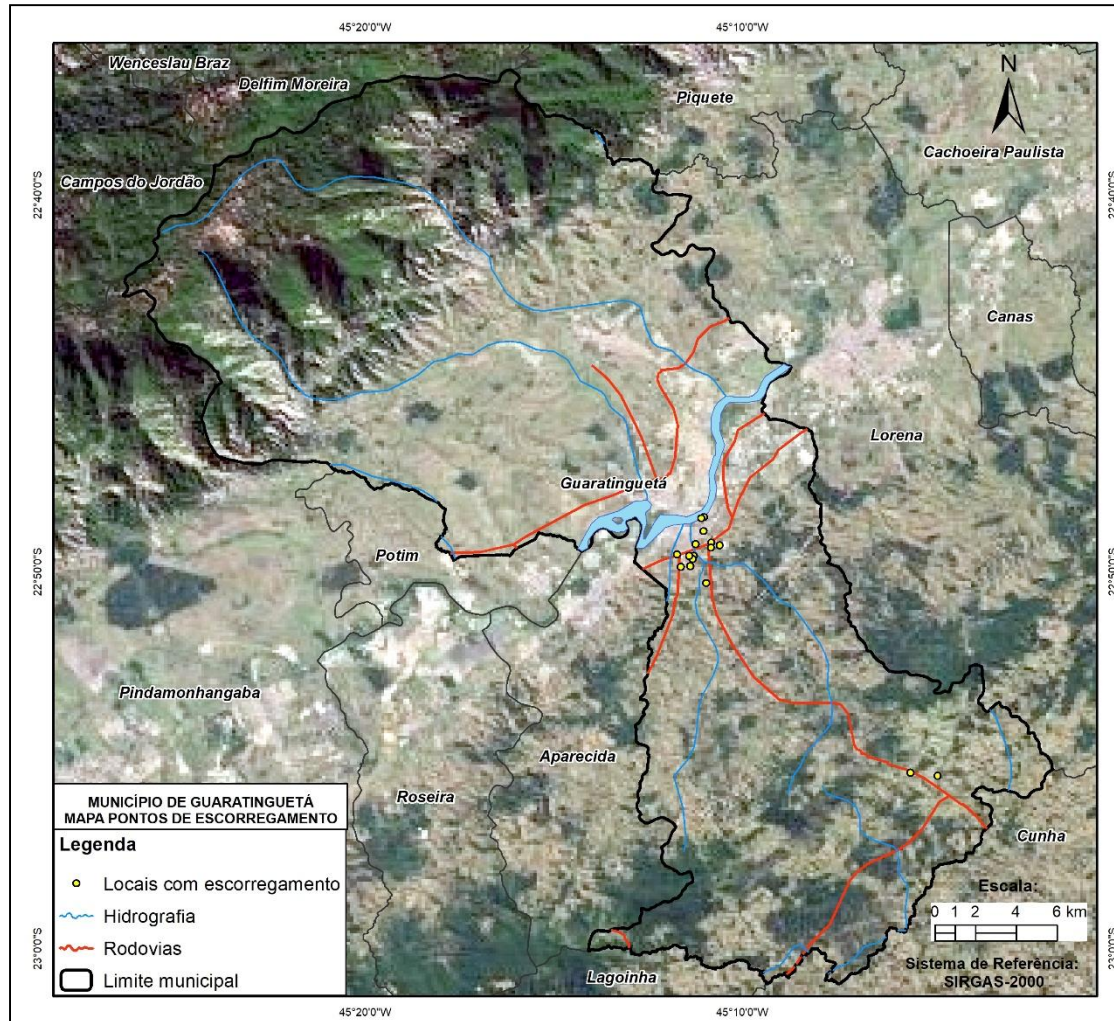 45°20'0"W
45°10'0"W
Wenceslau Braz
Delfim Moreira
Piquete
N
Cachoeira Paulista
Campos do Jordão
22°40'0"S
22°40'0"S
Canas
Lorena
Guaratinguetá
Potim
22°50'0"S
22°50'0"S
Pindamonhangaba
Aparecida
Roseira
Cunha
MUNICÍPIO DE GUARATINGUETÁ
MAPA PONTOS DE ESCORREGAMENTO
Legenda
Locais com escorregamento
Hidrografia
Rodovias
Limite municipal
Escala:
0 1 2 4 6 km
23°0'0"S
23°0'0"S
Sistema de Referência:
SIRGAS-2000
Lagoinha
45°20'0"W
45°10'0"W